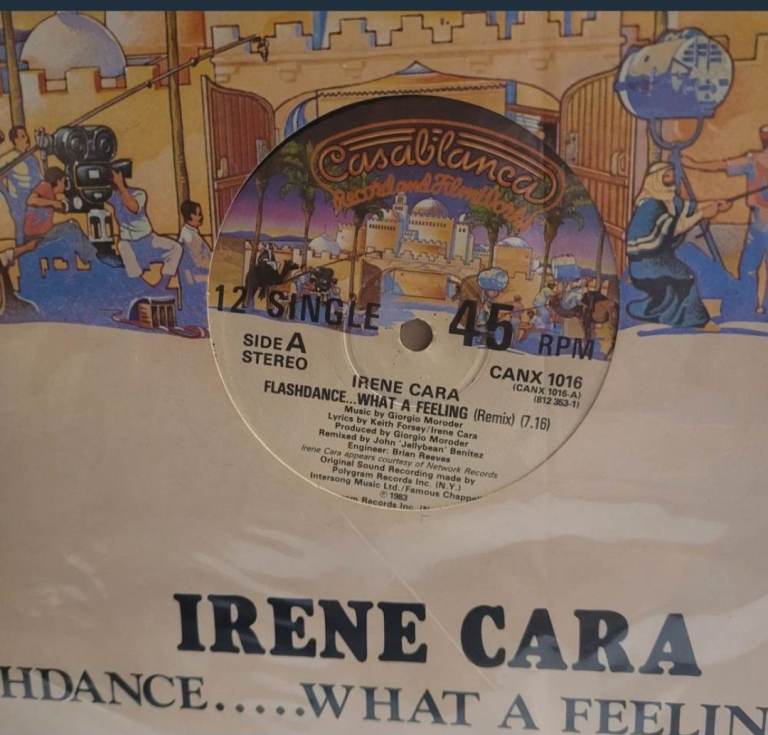 Casablanca
Record and FilmWorks
12 SINGLE 45 RPM
SIDE A
STEREO
CANX 1016
(CANX 1016-A)
(812 353-1)
IRENE CARA
FLASHDANCE...WHAT A FEELING (Remix) (7.16)
Music by Giorgio Moroder
Lyrics by Keith Forsey/Irene Cara
Produced by Giorgio Moroder
Remixed by John 'Jellybean' Benitez
Engineer: Brian Reeves
Irene Cara appears courtesy of Network Records
Original Sound Recording made by
Polygram Records Inc. (N.Y.)
Intersong Music Ltd./Famous Chappe
℗ 1983
m Records Inc.
IRENE CARA
HDANCE.....WHAT A FEELIN